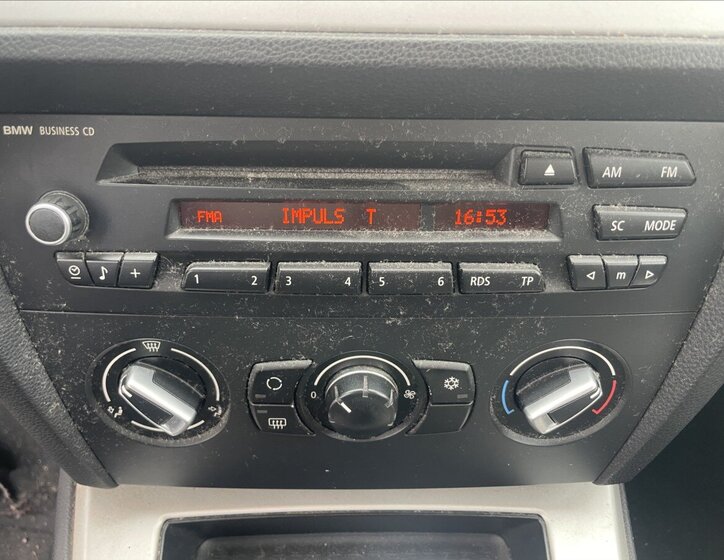 BMW BUSINESS CD
AM FM
FMA IMPULS T 16:53
SC MODE
1 2 3 4 5 6 RDS TP
m
0